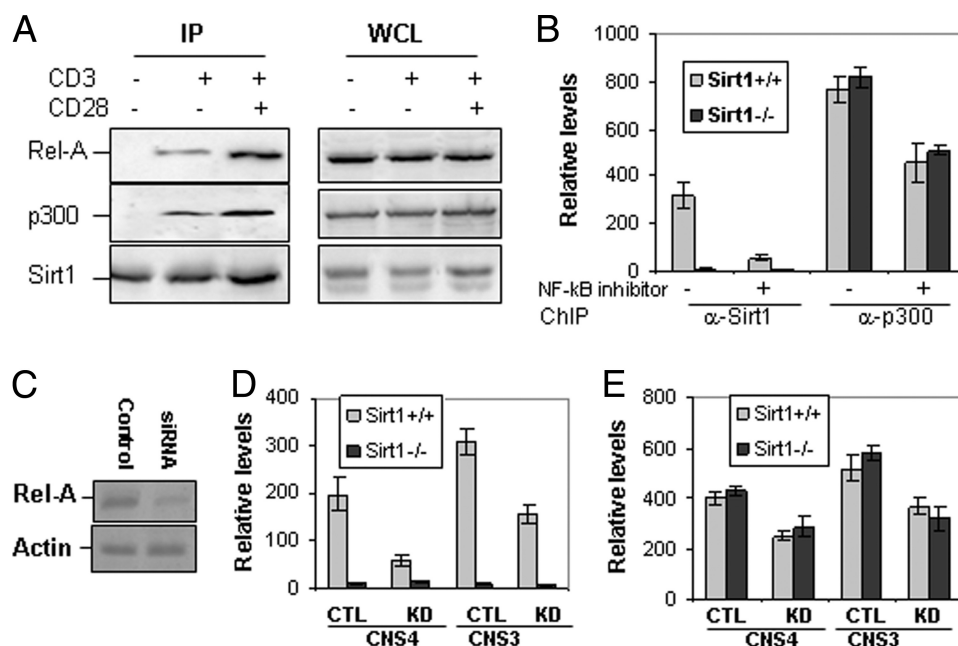 A
IP
WCL
CD3 - + + - + +
CD28 - - + - - +
Rel-A
p300
Sirt1
B
1000
800
600
400
200
0
Relative levels
Sirt1+/+
Sirt1-/-
NF-kB inhibitor - + - +
ChIP α-Sirt1 α-p300
C
Control
siRNA
Rel-A
Actin
D
400
300
200
100
0
Relative levels
Sirt1+/+
Sirt1-/-
CTL KD CTL KD
CNS4 CNS3
E
800
600
400
200
0
Relative levels
Sirt1+/+
Sirt1-/-
CTL KD CTL KD
CNS4 CNS3